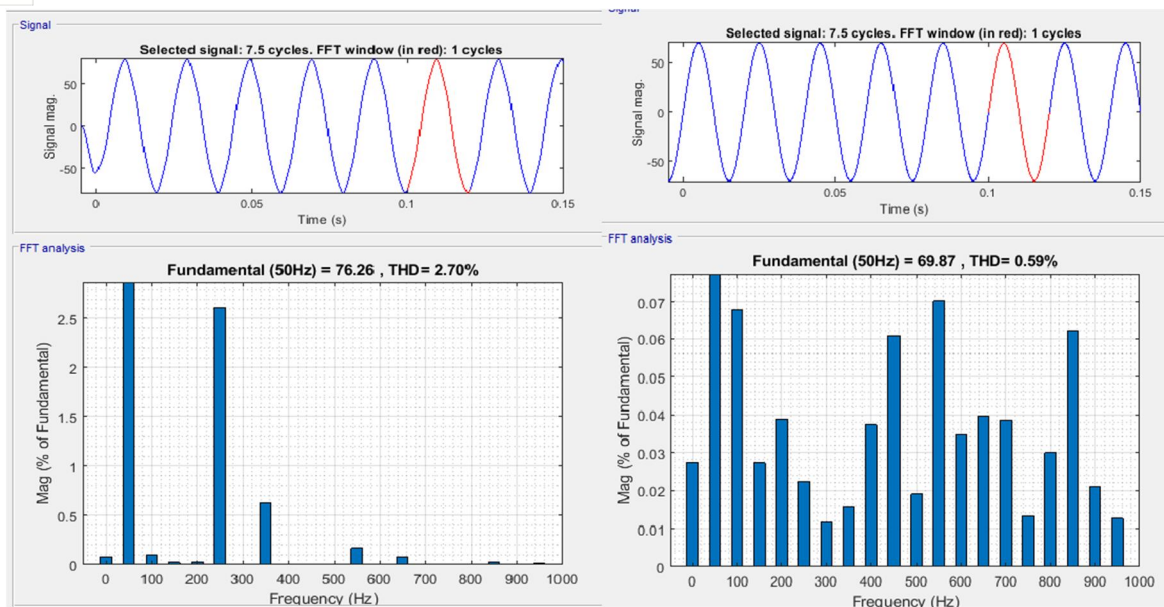 Signal
Selected signal: 7.5 cycles. FFT window (in red): 1 cycles
50
0
-50
Signal mag.
0
0.05
0.1
0.15
Time (s)
FFT analysis
Fundamental (50Hz) = 76.26 , THD= 2.70%
2.5
2
1.5
1
0.5
0
Mag (% of Fundamental)
0 100 200 300 400 500 600 700 800 900 1000
Frequency (Hz)
Signal
Selected signal: 7.5 cycles. FFT window (in red): 1 cycles
50
0
-50
Signal mag.
0
0.05
0.1
0.15
Time (s)
FFT analysis
Fundamental (50Hz) = 69.87 , THD= 0.59%
0.07
0.06
0.05
0.04
0.03
0.02
0.01
0
Mag (% of Fundamental)
0 100 200 300 400 500 600 700 800 900 1000
Frequency (Hz)